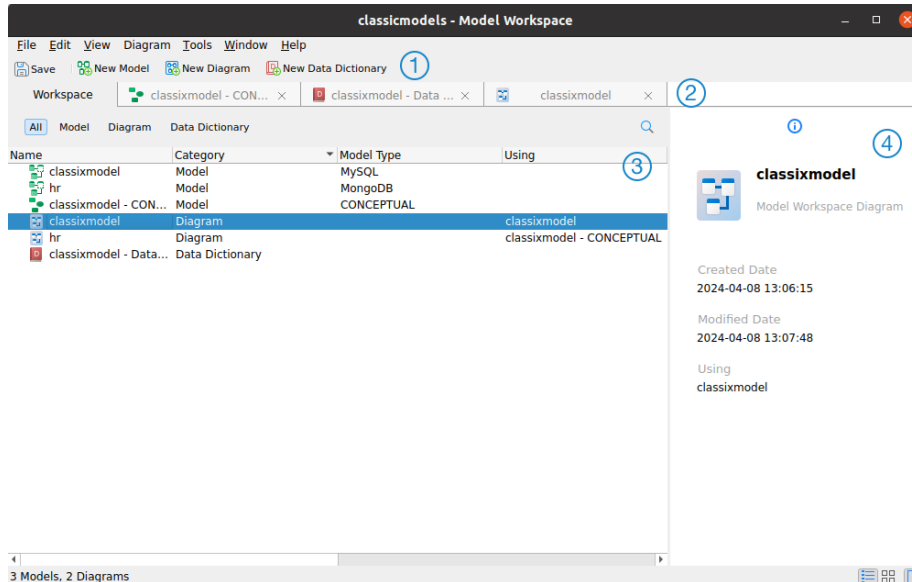 classicmodels - Model Workspace
File Edit View Diagram Tools Window Help
Save New Model New Diagram New Data Dictionary 1
Workspace classixmodel - CON... classixmodel - Data ... classixmodel 2
All Model Diagram Data Dictionary
4
Name Category Model Type Using
3
classixmodel Model MySQL
hr Model MongoDB
classixmodel - CON... Model CONCEPTUAL
classixmodel Diagram classixmodel
hr Diagram classixmodel - CONCEPTUAL
classixmodel - Data... Data Dictionary
classixmodel
Model Workspace Diagram
Created Date
2024-04-08 13:06:15
Modified Date
2024-04-08 13:07:48
Using
classixmodel
3 Models, 2 Diagrams